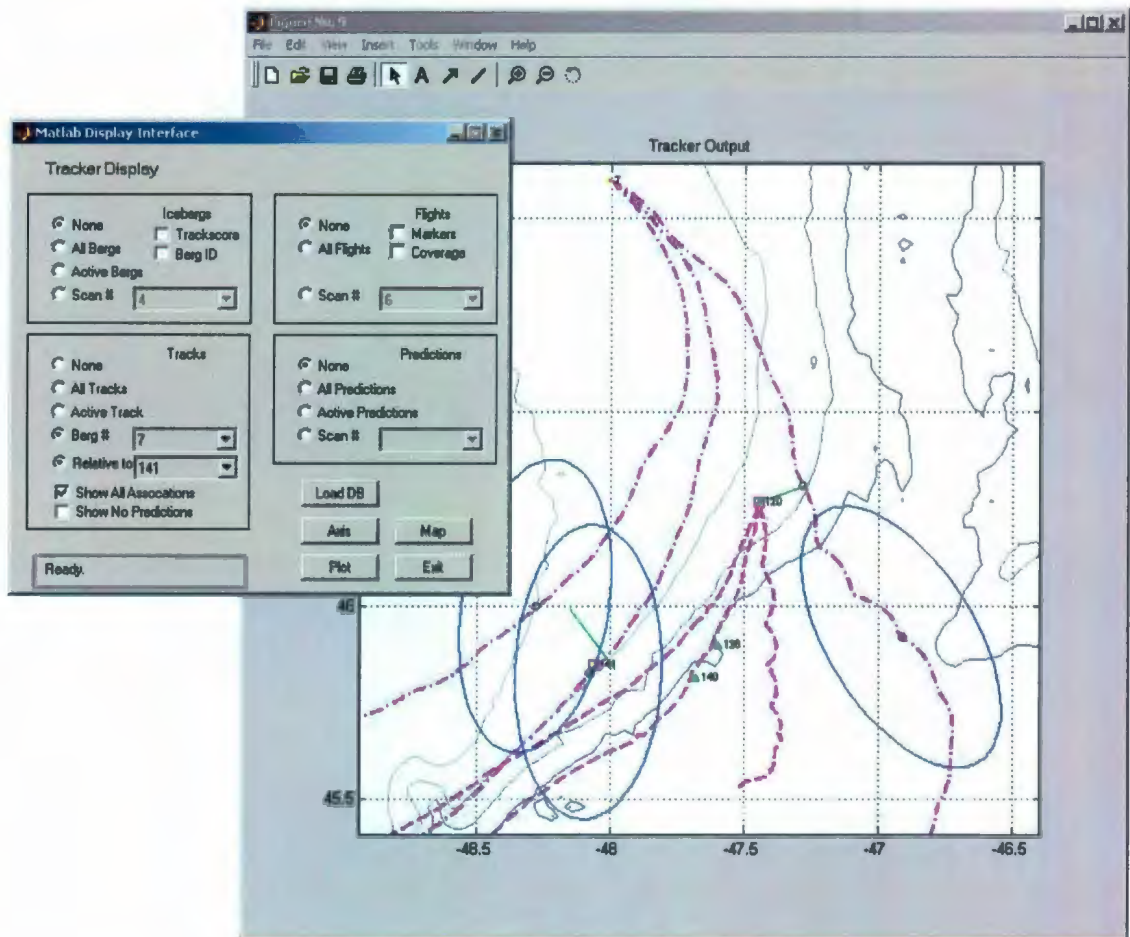 Figure No. 9
File Edit View Insert Tools Window Help
Matlab Display Interface
Tracker Display
Icebergs
None
Trackscore
All Bergs
Berg ID
Active Bergs
Scan #
4
Flights
None
Markers
All Flights
Coverage
Scan #
6
Tracks
None
All Tracks
Active Track
Berg #
7
Relative to
141
Show All Assocations
Show No Predictions
Predictions
None
All Predictions
Active Predictions
Scan #
Load DB
Axis
Map
Plot
Exit
Ready.
Tracker Output
120
46
138
140
45.5
-48.5
-48
-47.5
-47
-46.5